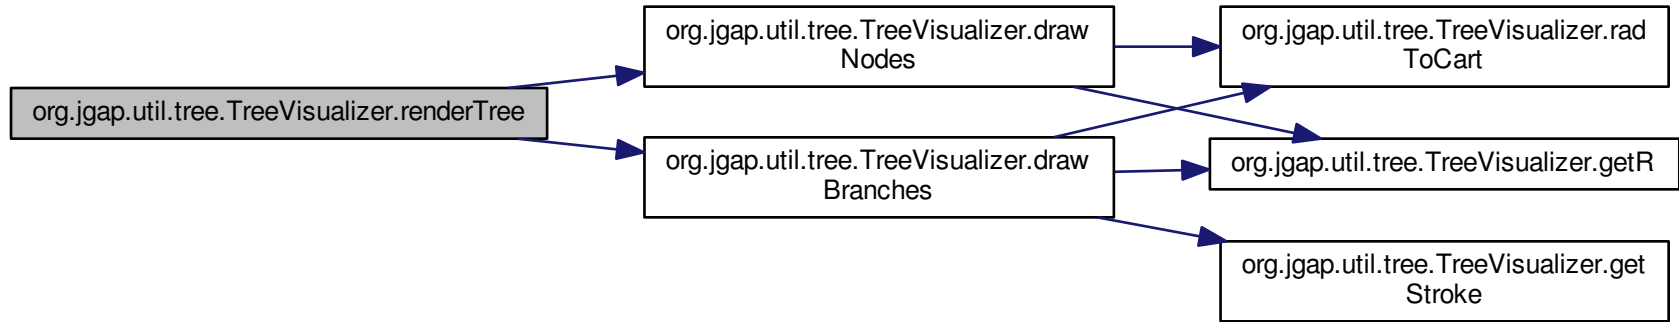 org.jgap.util.tree.TreeVisualizer.renderTree
org.jgap.util.tree.TreeVisualizer.draw
Nodes
org.jgap.util.tree.TreeVisualizer.draw
Branches
org.jgap.util.tree.TreeVisualizer.rad
ToCart
org.jgap.util.tree.TreeVisualizer.getR
org.jgap.util.tree.TreeVisualizer.get
Stroke